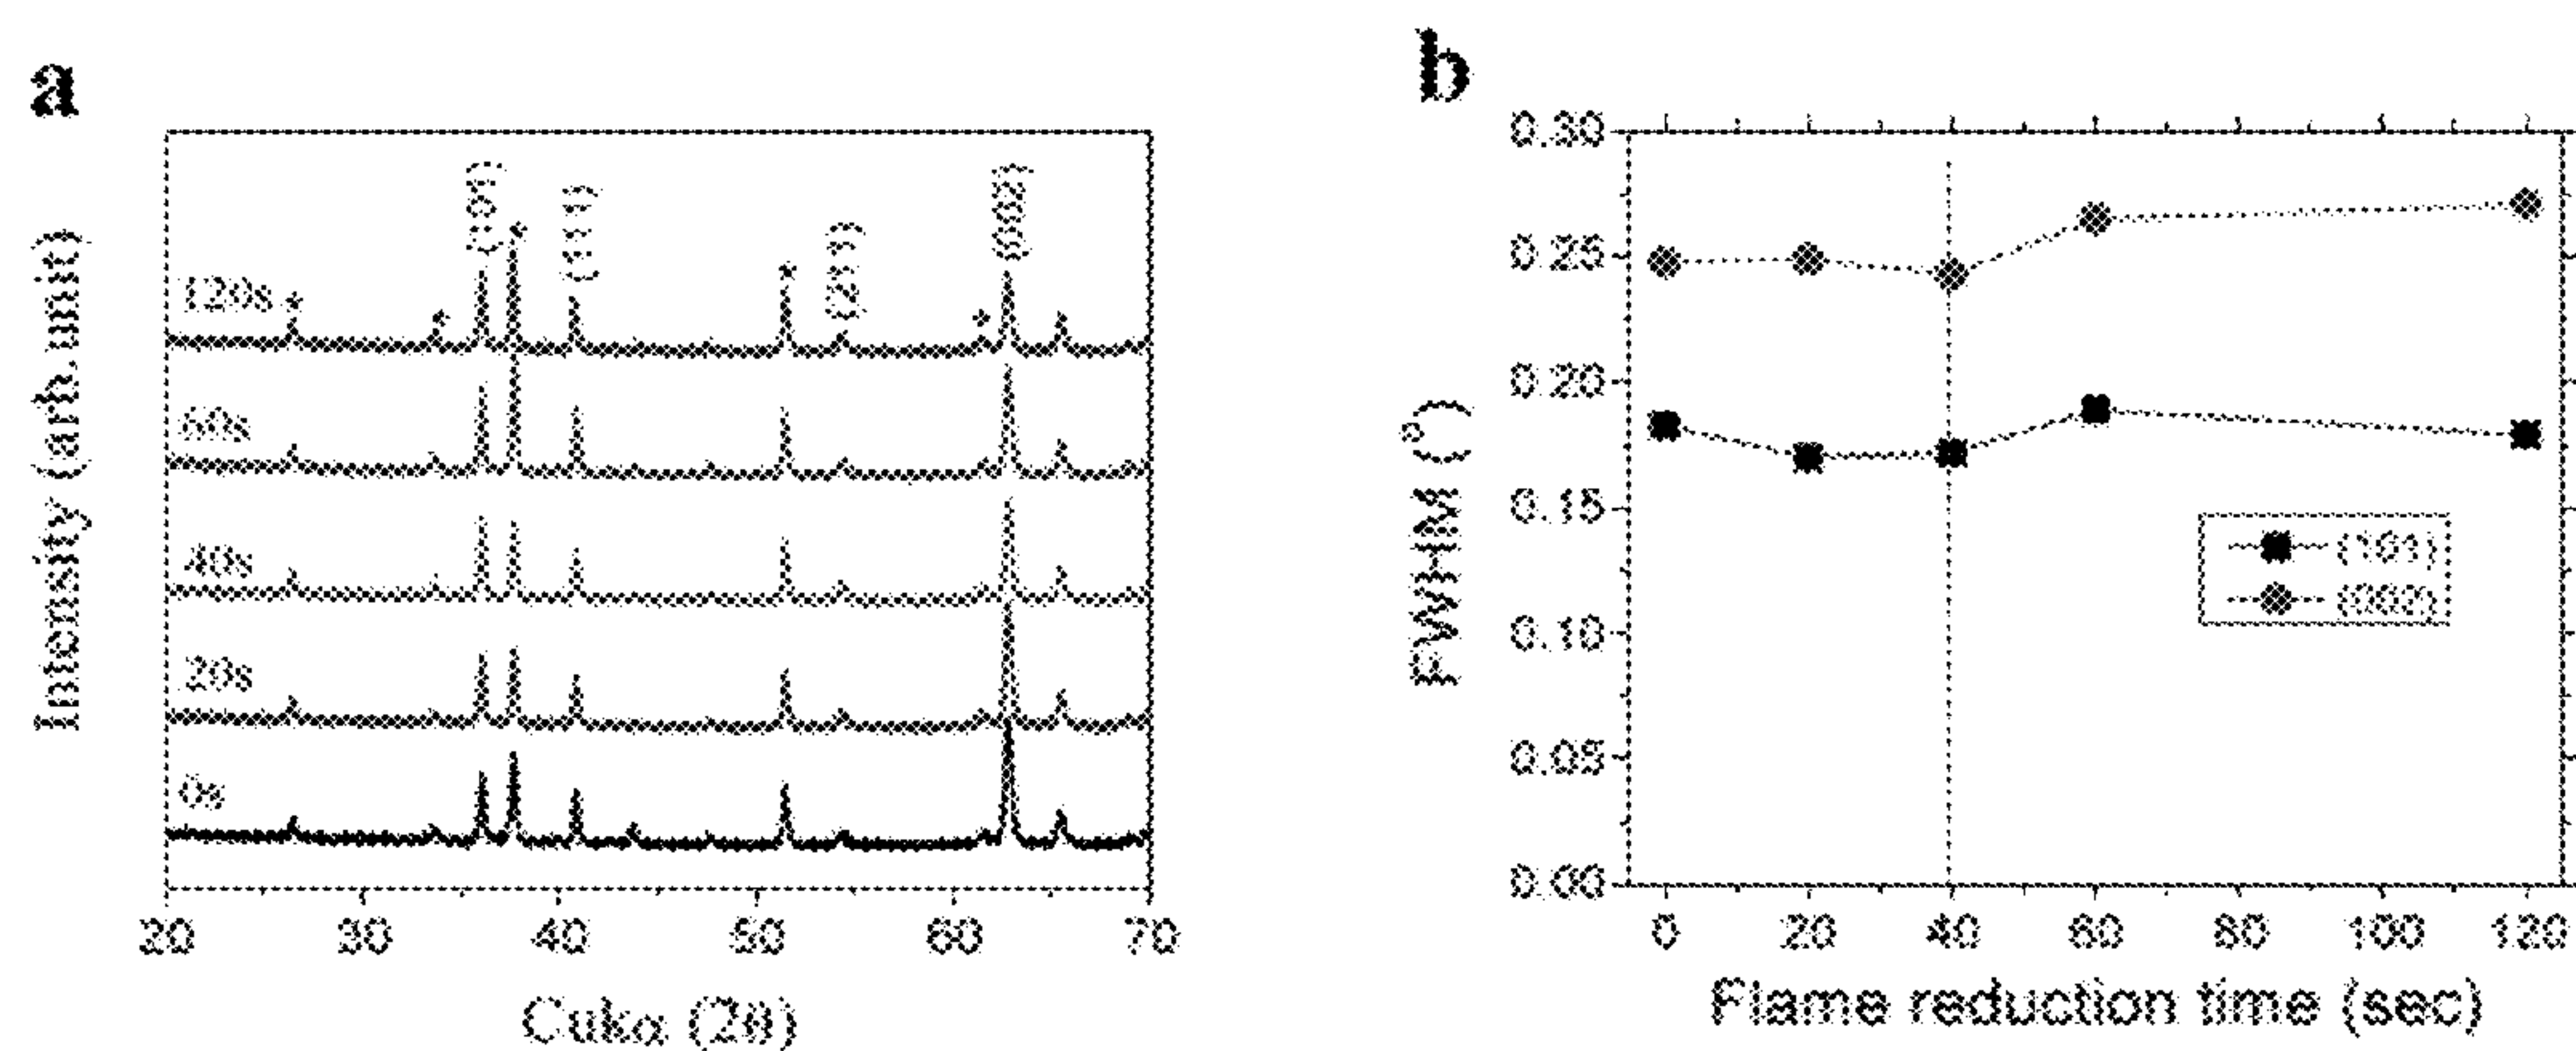 a
Intensity (arb. unit)
(101)
*
(111)
*
(211)
(002)
120s
*
*
*
60s
40s
20s
0s
20 30 40 50 60 70
Cukα (2θ)
b
FWHM (°)
0.30
0.25
0.20
0.15
0.10
0.05
0.00
(101)
(002)
0 20 40 60 80 100 120
Flame reduction time (sec)